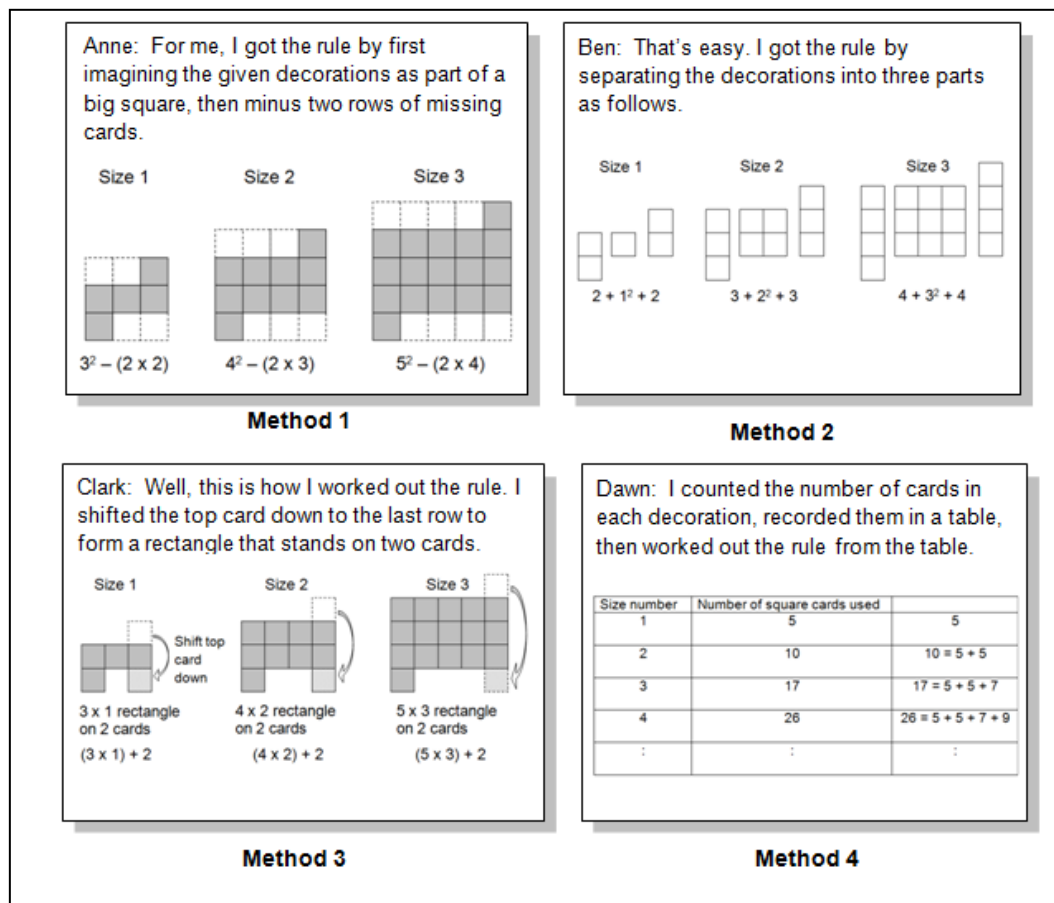 Anne: For me, I got the rule by first
imagining the given decorations as part of a
big square, then minus two rows of missing
cards.
Size 1 Size 2 Size 3
3² – (2 x 2) 4² – (2 x 3) 5² – (2 x 4)
Method 1
Ben: That's easy. I got the rule by
separating the decorations into three parts
as follows.
Size 1 Size 2 Size 3
2 + 1² + 2 3 + 2² + 3 4 + 3² + 4
Method 2
Clark: Well, this is how I worked out the rule. I
shifted the top card down to the last row to
form a rectangle that stands on two cards.
Size 1 Size 2 Size 3
Shift top
card
down
3 x 1 rectangle
on 2 cards
(3 x 1) + 2
4 x 2 rectangle
on 2 cards
(4 x 2) + 2
5 x 3 rectangle
on 2 cards
(5 x 3) + 2
Method 3
Dawn: I counted the number of cards in
each decoration, recorded them in a table,
then worked out the rule from the table.
Size number Number of square cards used
1 5 5
2 10 10 = 5 + 5
3 17 17 = 5 + 5 + 7
4 26 26 = 5 + 5 + 7 + 9
: : :
Method 4